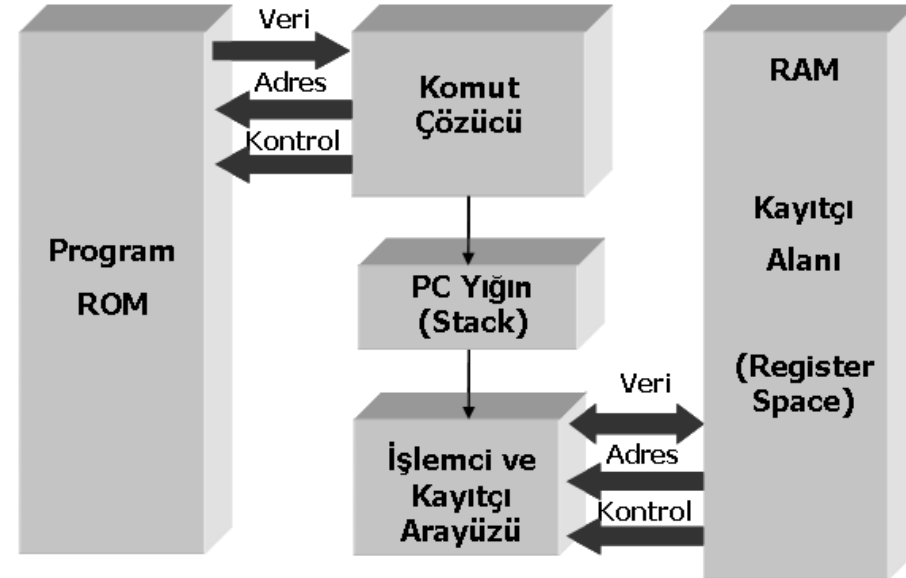 Veri
Adres
Kontrol
Program
ROM
Komut
Çözücü
PC Yığın
(Stack)
İşlemci ve
Kayıtçı
Arayüzü
Veri
Adres
Kontrol
RAM
Kayıtçı
Alanı
(Register
Space)